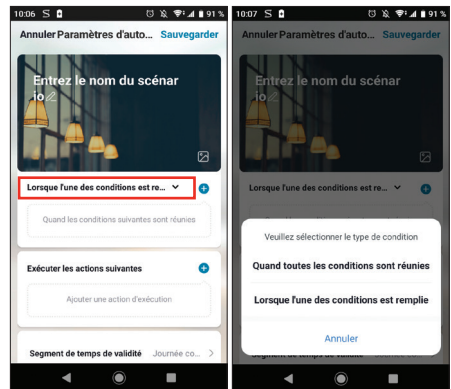 10:06 S 91 %
Annuler Paramètres d'auto... Sauvegarder
Entrez le nom du scénar
io
Lorsque l'une des conditions est re...
Quand les conditions suivantes sont réunies
Exécuter les actions suivantes
Ajouter une action d'exécution
Segment de temps de validité Journée co...
10:07 S 91 %
Annuler Paramètres d'auto... Sauvegarder
Entrez le nom du scénar
io
Lorsque l'une des conditions est re...
Veuillez sélectionner le type de condition
Quand toutes les conditions sont réunies
Lorsque l'une des conditions est remplie
Annuler